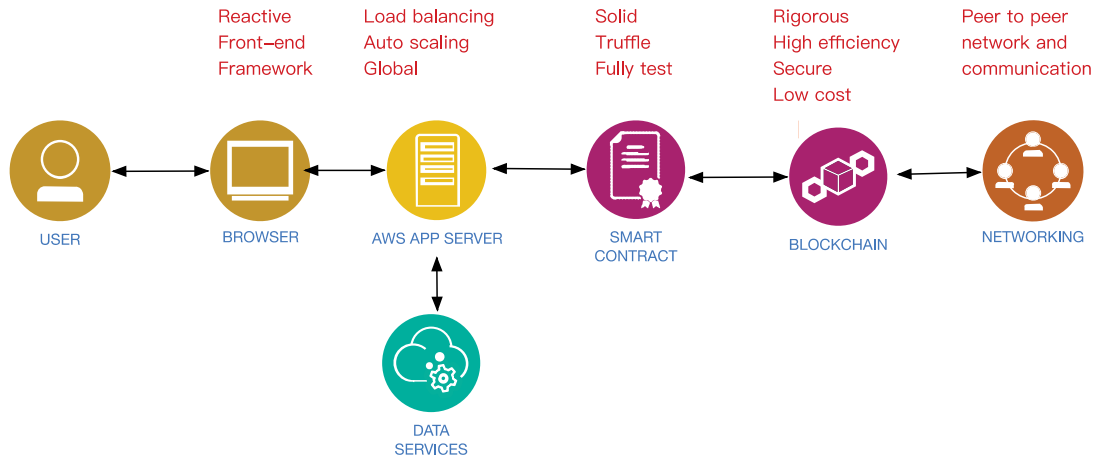 Reactive
Front–end
Framework
Load balancing
Auto scaling
Global
Solid
Truffle
Fully test
Rigorous
High efficiency
Secure
Low cost
Peer to peer
network and
communication
USER
BROWSER
AWS APP SERVER
SMART
CONTRACT
BLOCKCHAIN
NETWORKING
DATA
SERVICES